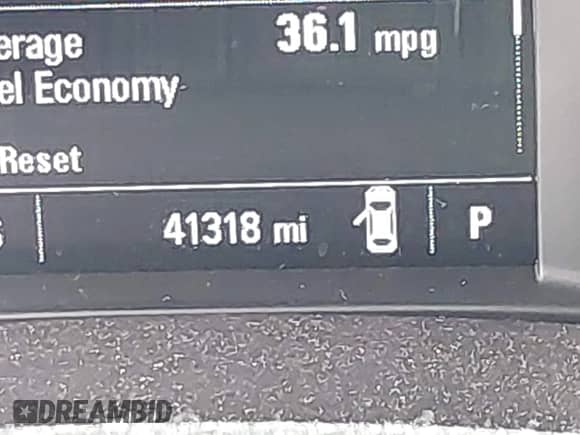 erage 36.1 mpg
el Economy
Reset
41318 mi P
DREAMBID